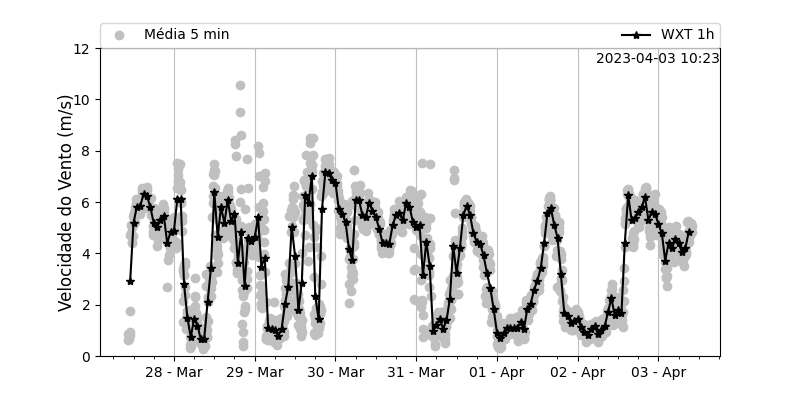 Média 5 min
WXT 1h
2023-04-03 10:23
12
10
8
6
4
2
0
Velocidade do Vento (m/s)
28 - Mar
29 - Mar
30 - Mar
31 - Mar
01 - Apr
02 - Apr
03 - Apr